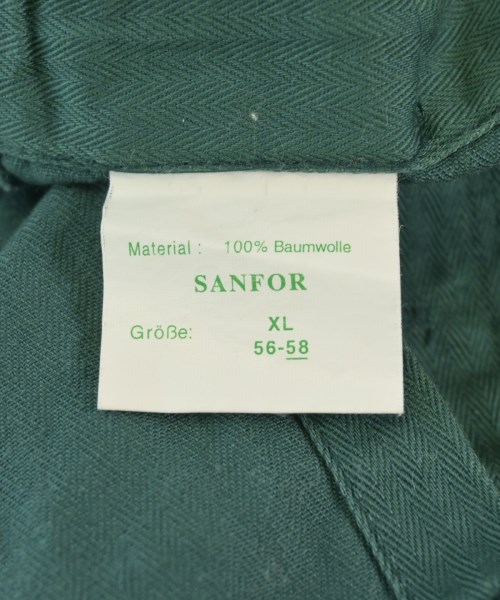 Material : 100% Baumwolle
SANFOR
Größe: XL
56-58